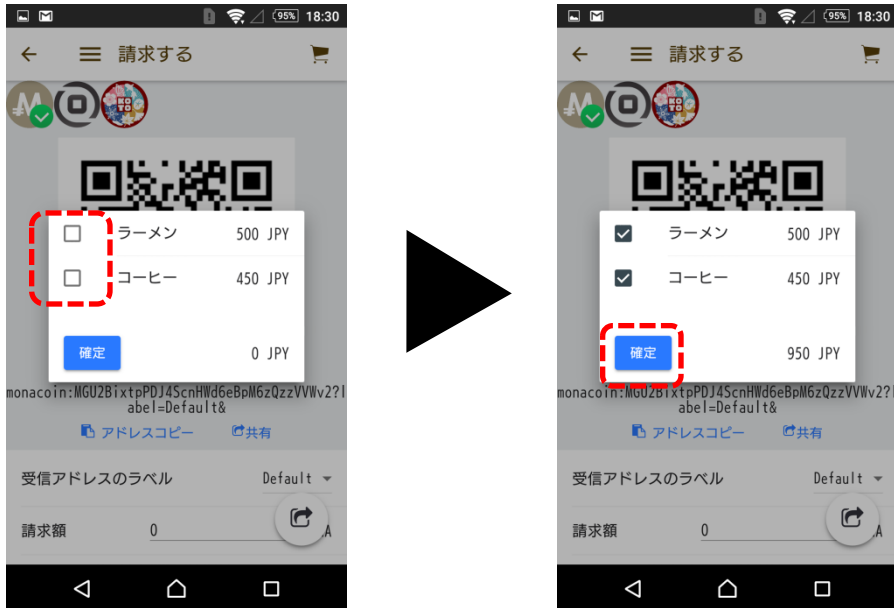 95% 18:30
請求する
ラーメン 500 JPY
コーヒー 450 JPY
確定 0 JPY
monacoin:MGU2BixtpPDJ4ScnHWd6eBpM6zQzzVVWv2?l
abel=Default&
アドレスコピー 共有
受信アドレスのラベル Default
請求額 0 A
95% 18:30
請求する
ラーメン 500 JPY
コーヒー 450 JPY
確定 950 JPY
monacoin:MGU2BixtpPDJ4ScnHWd6eBpM6zQzzVVWv2?l
abel=Default&
アドレスコピー 共有
受信アドレスのラベル Default
請求額 0 A